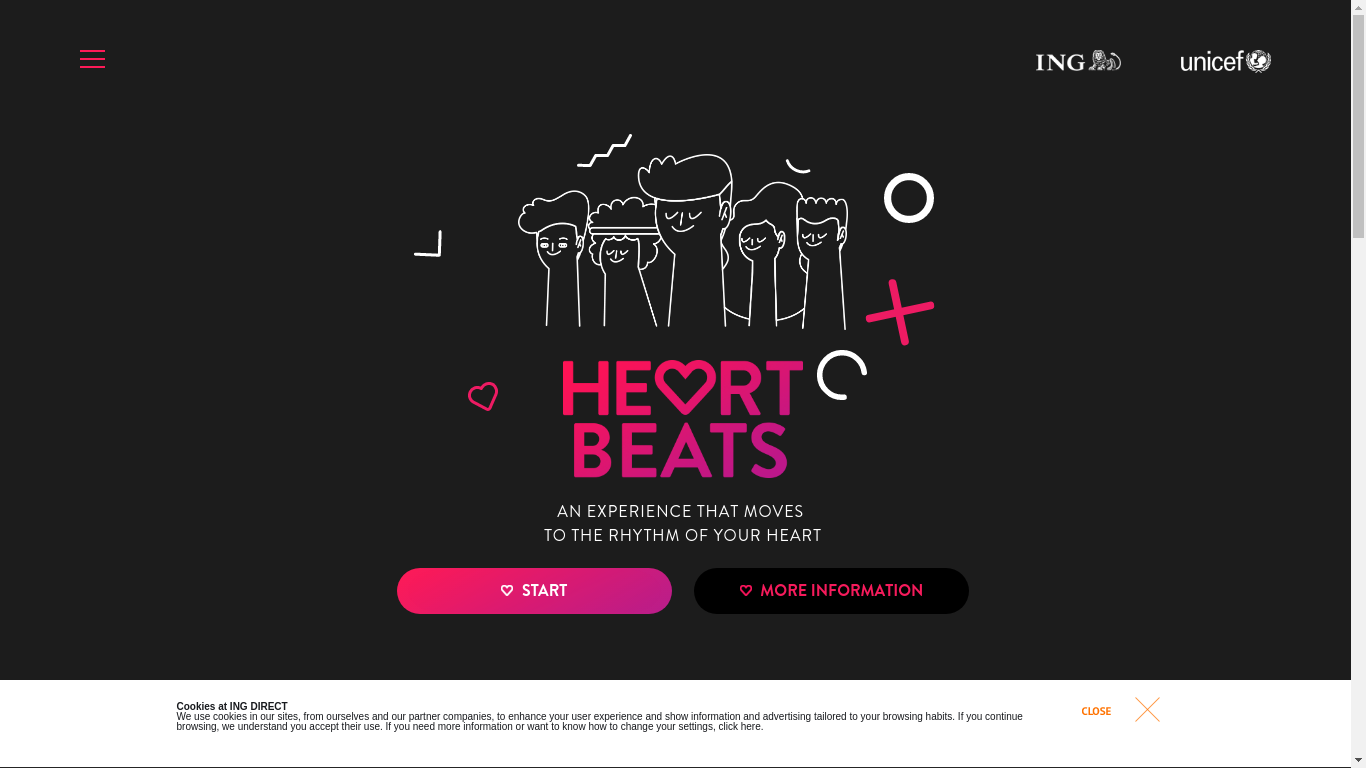 ING
unicef
HE RT
BEATS
AN EXPERIENCE THAT MOVES
TO THE RHYTHM OF YOUR HEART
START
MORE INFORMATION
Cookies at ING DIRECT
We use cookies in our sites, from ourselves and our partner companies, to enhance your user experience and show information and advertising tailored to your browsing habits. If you continue
browsing, we understand you accept their use. If you need more information or want to know how to change your settings, click here.
CLOSE